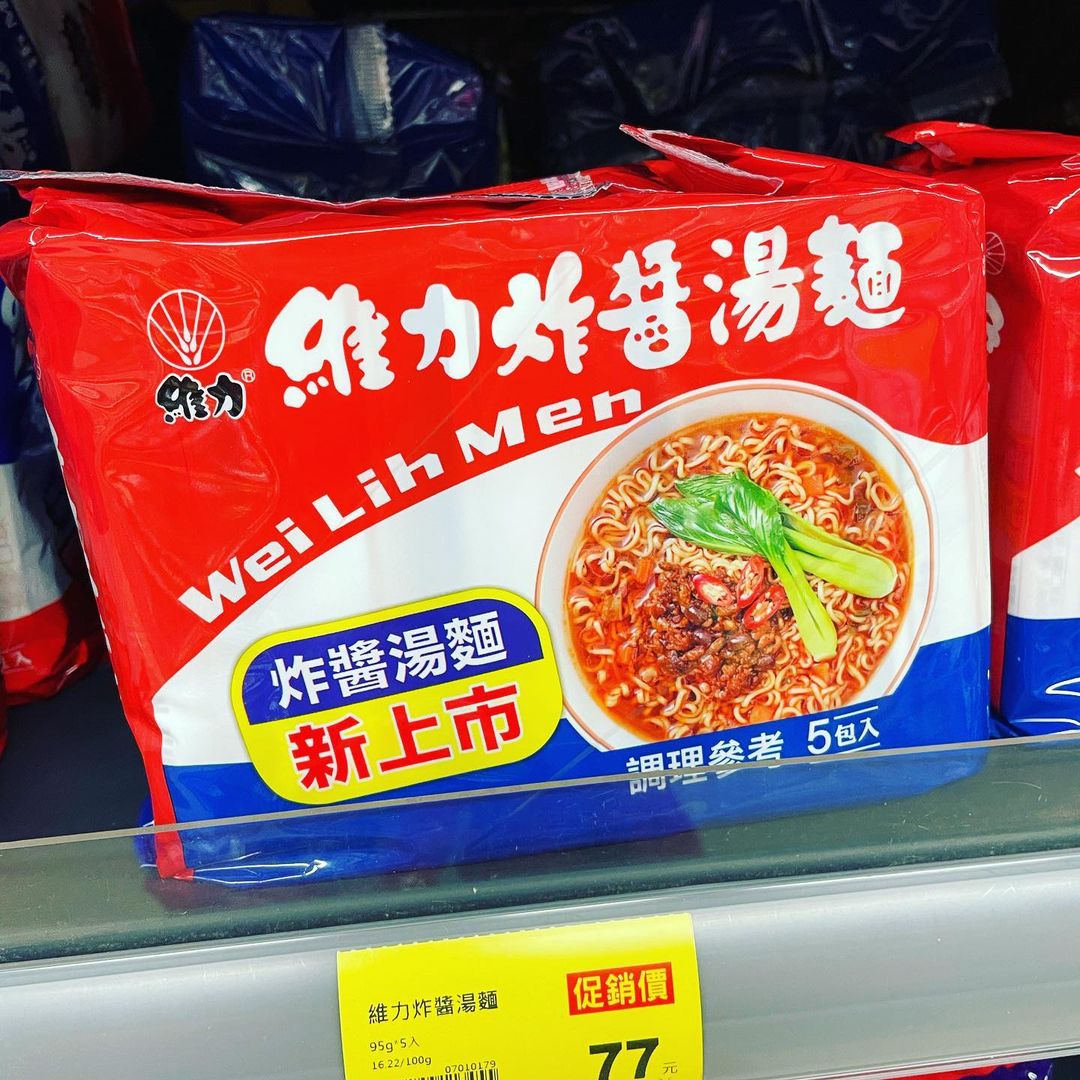 維力炸醬湯麵
維力®
Wei Lih Men
炸醬湯麵
新上市
調理參考 5包入
維力炸醬湯麵
促銷價
95g*5入
16.22/100g
07010179
77元